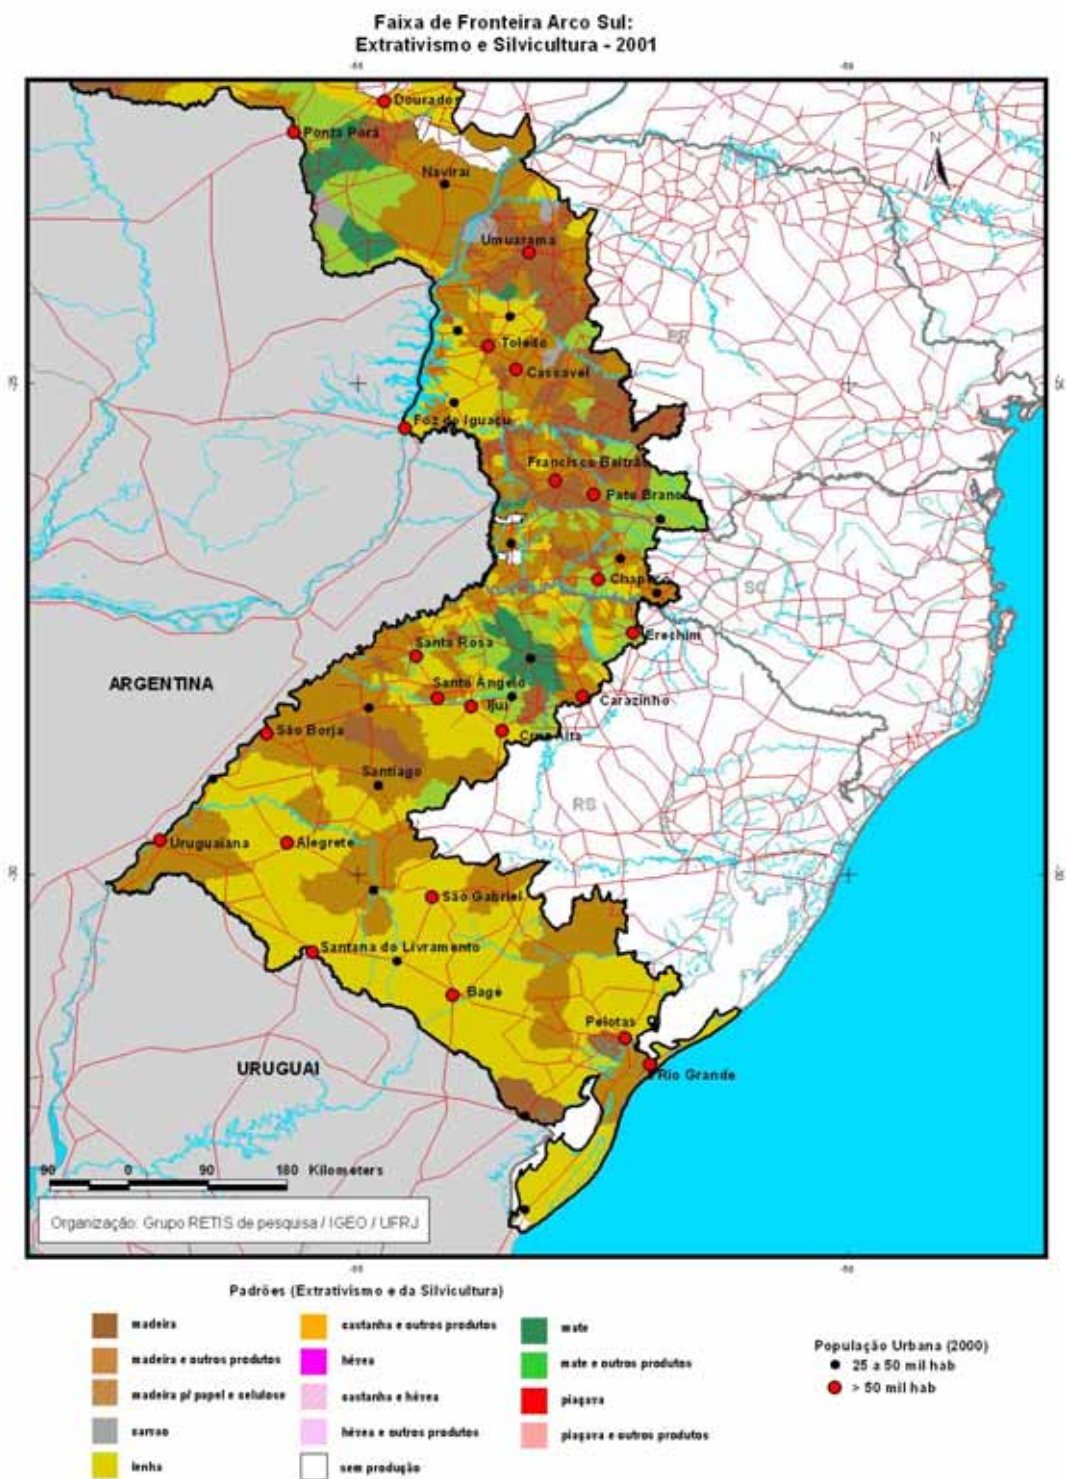 Faixa de Fronteira Arco Sul:
Extrativismo e Silvicultura - 2001
Dourados
Ponta Porã
N
Naviraí
Umuarama
PR
Toledo
Cascavel
Foz do Iguaçu
Francisco Beltrão
Pato Branco
Chapecó
SC
Erechim
Santa Rosa
ARGENTINA
Santo Ângelo
Carazinho
Ijuí
São Borja
Cruz Alta
Santiago
RS
Uruguaiana
Alegrete
São Gabriel
Santana do Livramento
Bagé
Pelotas
URUGUAI
Rio Grande
90 0 90 180 Kilometers
Organização: Grupo RETIS de pesquisa / IGEO / UFRJ
Padrões (Extrativismo e da Silvicultura)
madeira
madeira e outros produtos
madeira p/ papel e celulose
carvao
lenha
castanha e outros produtos
hévea
castanha e hévea
hévea e outros produtos
sem produção
mate
mate e outros produtos
piaçava
piaçava e outros produtos
População Urbana (2000)
25 a 50 mil hab
> 50 mil hab